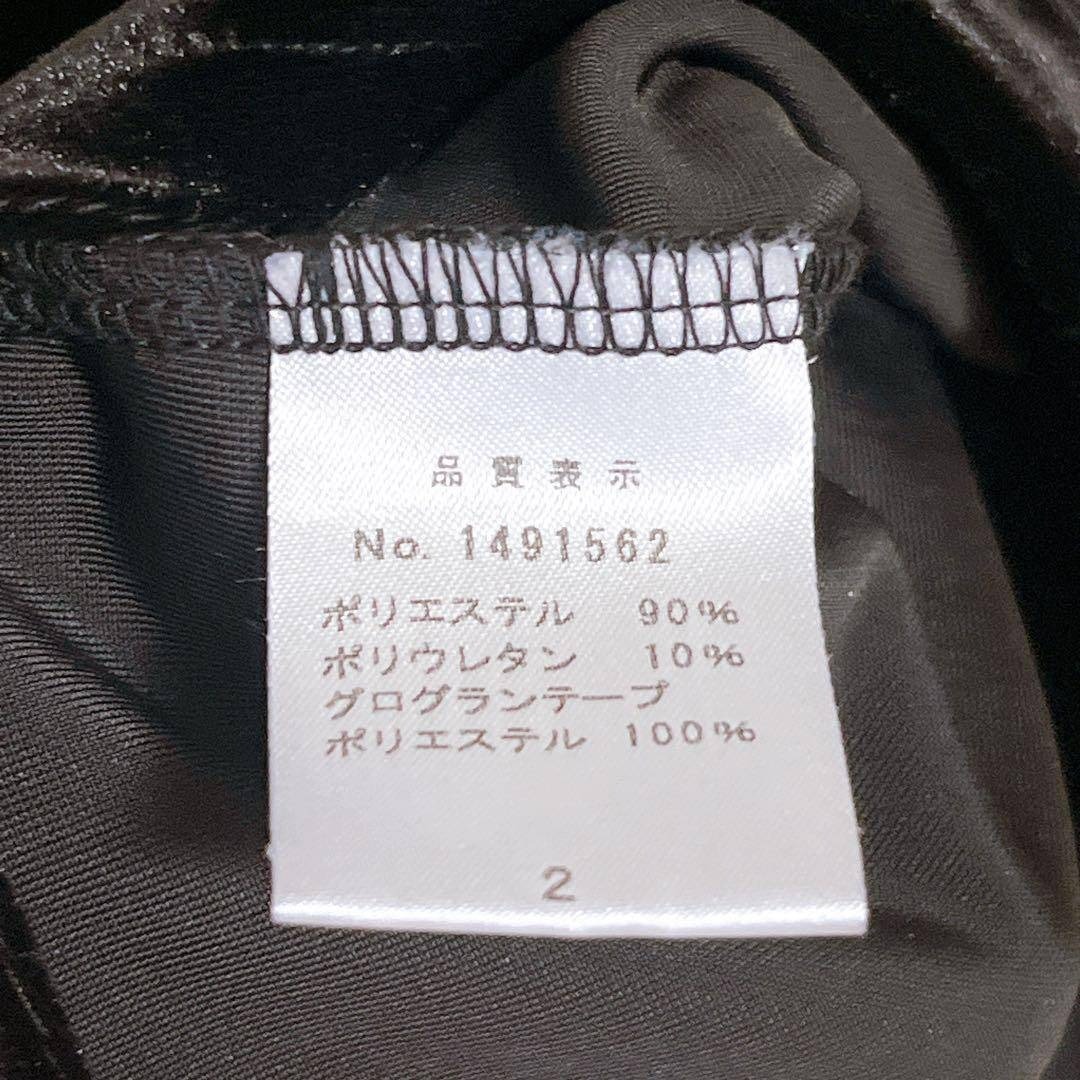 品質表示
No. 1491562
ポリエステル 90%
ポリウレタン 10%
グログランテープ
ポリエステル 100%
2